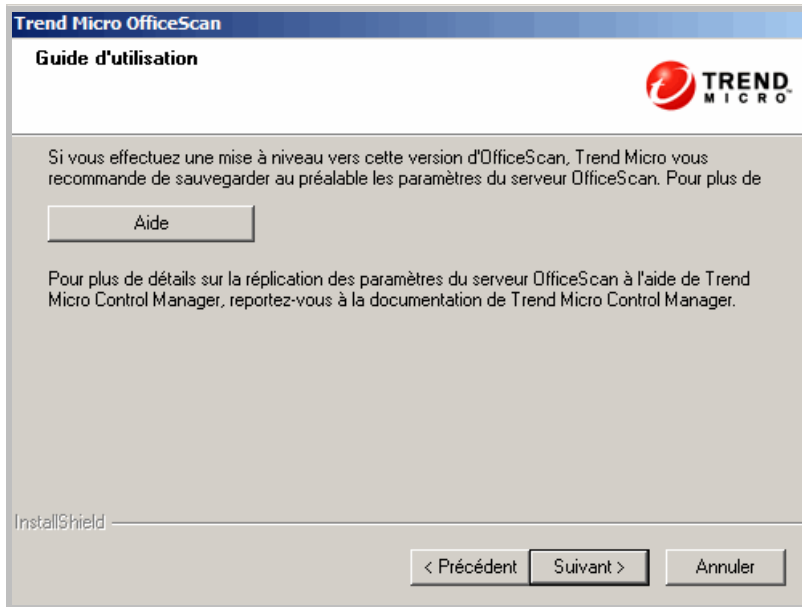 Trend Micro OfficeScan
Guide d'utilisation
TREND
MICRO
Si vous effectuez une mise à niveau vers cette version d'OfficeScan, Trend Micro vous
recommande de sauvegarder au préalable les paramètres du serveur OfficeScan. Pour plus de
Aide
Pour plus de détails sur la réplication des paramètres du serveur OfficeScan à l'aide de Trend
Micro Control Manager, reportez-vous à la documentation de Trend Micro Control Manager.
InstallShield
< Précédent Suivant > Annuler